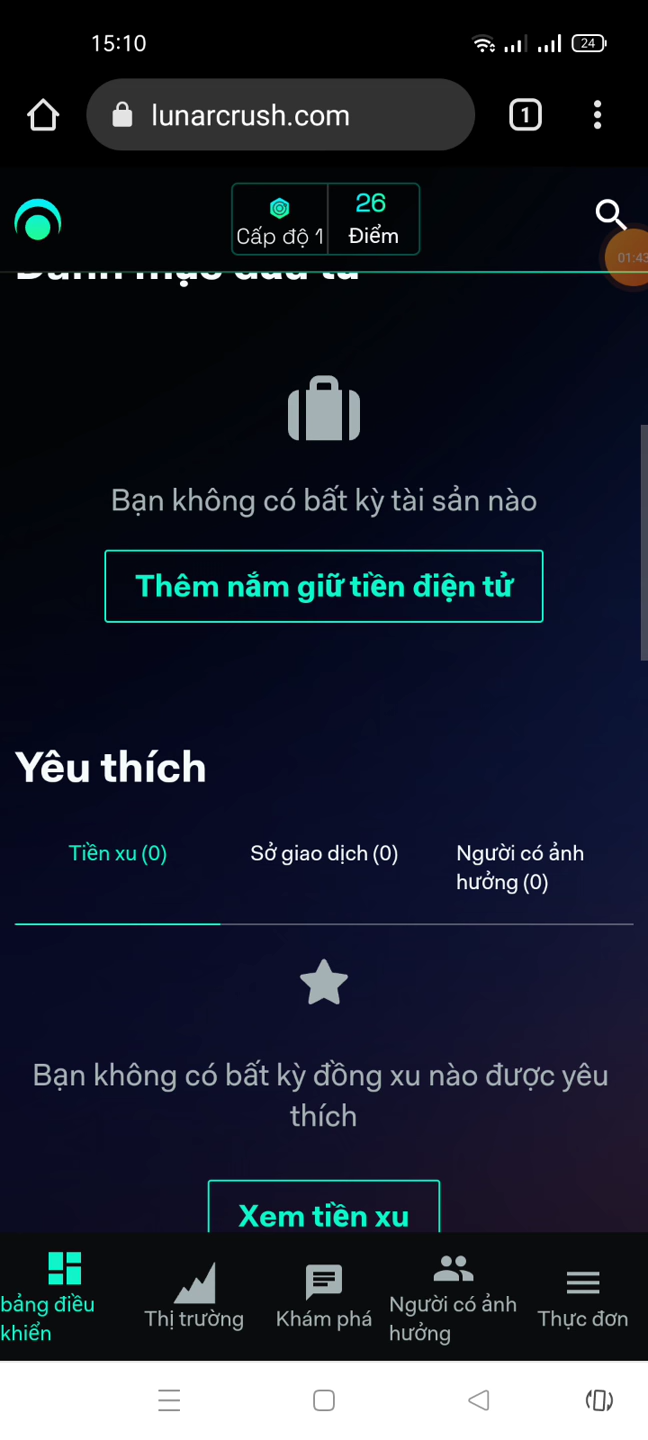 15:10
24
lunarcrush.com
1
26
Cấp độ 1
Điểm
01:43
Danh mục đầu tư
Bạn không có bất kỳ tài sản nào
Thêm nắm giữ tiền điện tử
Yêu thích
Tiền xu (0)
Sở giao dịch (0)
Người có ảnh
hưởng (0)
Bạn không có bất kỳ đồng xu nào được yêu
thích
Xem tiền xu
bảng điều
khiển
Thị trường
Khám phá
Người có ảnh
hưởng
Thực đơn